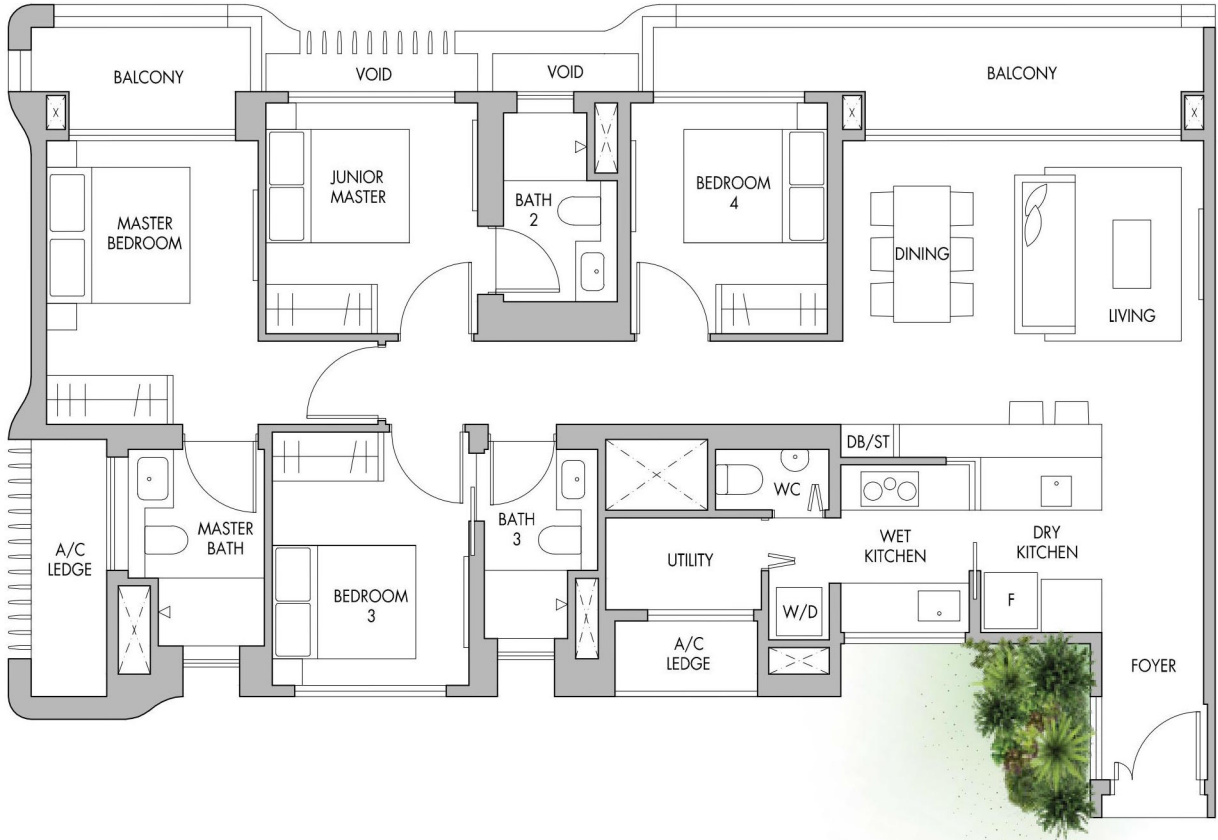 BALCONY
VOID
VOID
BALCONY
JUNIOR
MASTER
BATH
2
BEDROOM
4
MASTER
BEDROOM
DINING
LIVING
DB/ST
WC
A/C
LEDGE
MASTER
BATH
BATH
3
UTILITY
WET
KITCHEN
DRY
KITCHEN
BEDROOM
3
W/D
F
A/C
LEDGE
FOYER